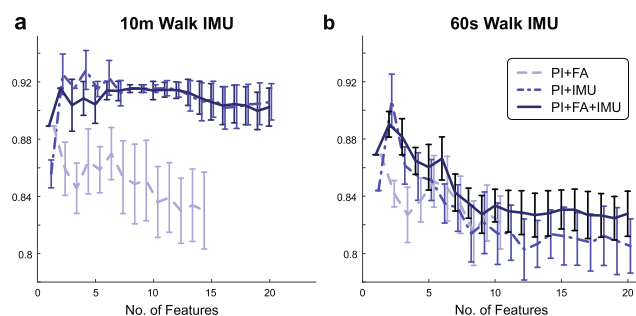 a
10m Walk IMU
0.92
0.88
0.84
0.8
0
5
10
15
20
No. of Features
b
60s Walk IMU
PI+FA
PI+IMU
PI+FA+IMU
0.92
0.88
0.84
0.8
0
5
10
15
20
No. of Features